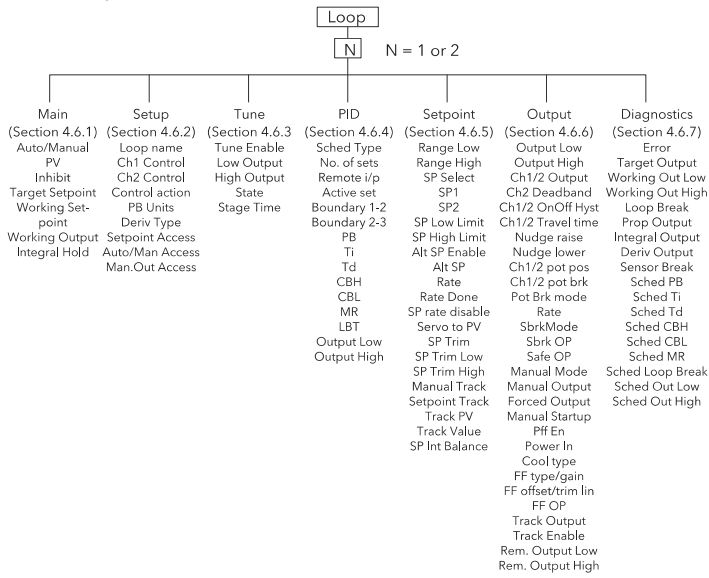 Loop
N N = 1 or 2
Main
(Section 4.6.1)
Auto/Manual
PV
Inhibit
Target Setpoint
Working Set-
point
Working Output
Integral Hold
Setup
(Section 4.6.2)
Loop name
Ch1 Control
Ch2 Control
Control action
PB Units
Deriv Type
Setpoint Access
Auto/Man Access
Man.Out Access
Tune
(Section 4.6.3
Tune Enable
Low Output
High Output
State
Stage Time
PID
(Section 4.6.4)
Sched Type
No. of sets
Remote i/p
Active set
Boundary 1-2
Boundary 2-3
PB
Ti
Td
CBH
CBL
MR
LBT
Output Low
Output High
Setpoint
(Section 4.6.5)
Range Low
Range High
SP Select
SP1
SP2
SP Low Limit
SP High Limit
Alt SP Enable
Alt SP
Rate
Rate Done
SP rate disable
Servo to PV
SP Trim
SP Trim Low
SP Trim High
Manual Track
Setpoint Track
Track PV
Track Value
SP Int Balance
Output
(Section 4.6.6)
Output Low
Output High
Ch1/2 Output
Ch2 Deadband
Ch1/2 OnOff Hyst
Ch1/2 Travel time
Nudge raise
Nudge lower
Ch1/2 pot pos
Ch1/2 pot brk
Pot Brk mode
Rate
SbrkMode
Sbrk OP
Safe OP
Manual Mode
Manual Output
Forced Output
Manual Startup
Pff En
Power In
Cool type
FF type/gain
FF offset/trim lin
FF OP
Track Output
Track Enable
Rem. Output Low
Rem. Output High
Diagnostics
(Section 4.6.7)
Error
Target Output
Working Out Low
Working Out High
Loop Break
Prop Output
Integral Output
Deriv Output
Sensor Break
Sched PB
Sched Ti
Sched Td
Sched CBH
Sched CBL
Sched MR
Sched Loop Break
Sched Out Low
Sched Out High